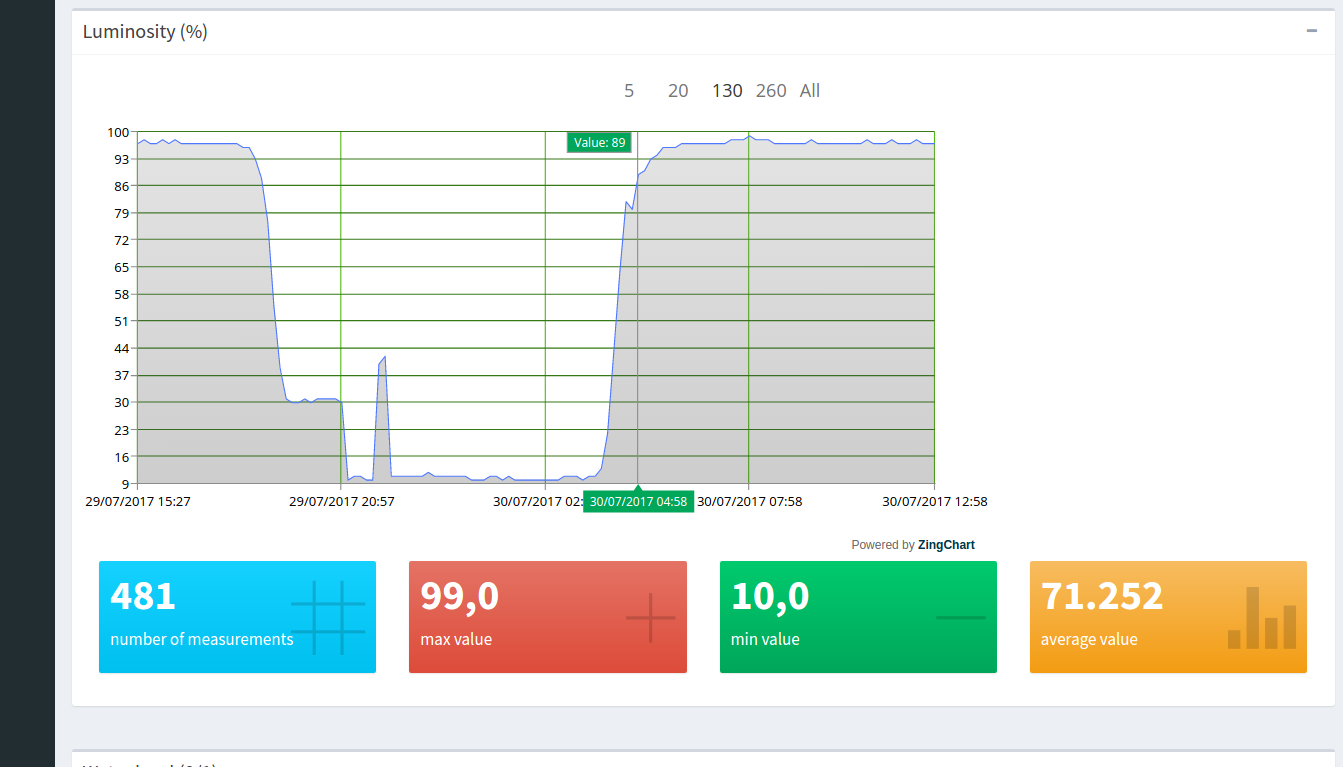 Luminosity (%)
5 20 130 260 All
Value: 89
100
93
86
79
72
65
58
51
44
37
30
23
16
9
29/07/2017 15:27 29/07/2017 20:57 30/07/2017 02: 30/07/2017 04:58 30/07/2017 07:58 30/07/2017 12:58
Powered by ZingChart
481 99,0 10,0 71.252
number of measurements max value min value average value